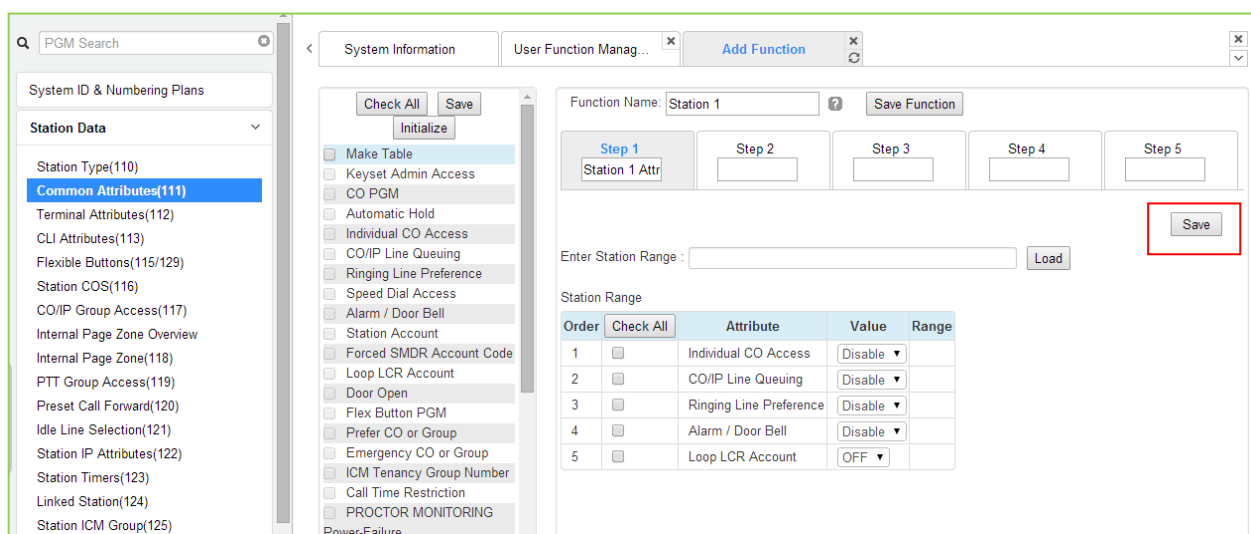 PGM Search
System ID & Numbering Plans
Station Data
Station Type(110)
Common Attributes(111)
Terminal Attributes(112)
CLI Attributes(113)
Flexible Buttons(115/129)
Station COS(116)
CO/IP Group Access(117)
Internal Page Zone Overview
Internal Page Zone(118)
PTT Group Access(119)
Preset Call Forward(120)
Idle Line Selection(121)
Station IP Attributes(122)
Station Timers(123)
Linked Station(124)
Station ICM Group(125)
System Information
User Function Manag...
Add Function
Check All Save
Initialize
Make Table
Keyset Admin Access
CO PGM
Automatic Hold
Individual CO Access
CO/IP Line Queuing
Ringing Line Preference
Speed Dial Access
Alarm / Door Bell
Station Account
Forced SMDR Account Code
Loop LCR Account
Door Open
Flex Button PGM
Prefer CO or Group
Emergency CO or Group
ICM Tenancy Group Number
Call Time Restriction
PROCTOR MONITORING
Power-Failure
Function Name: Station 1 ? Save Function
Step 1 Step 2 Step 3 Step 4 Step 5
Station 1 Attr
Save
Enter Station Range : Load
Station Range
Order Check All Attribute Value Range
1 Individual CO Access Disable
2 CO/IP Line Queuing Disable
3 Ringing Line Preference Disable
4 Alarm / Door Bell Disable
5 Loop LCR Account OFF